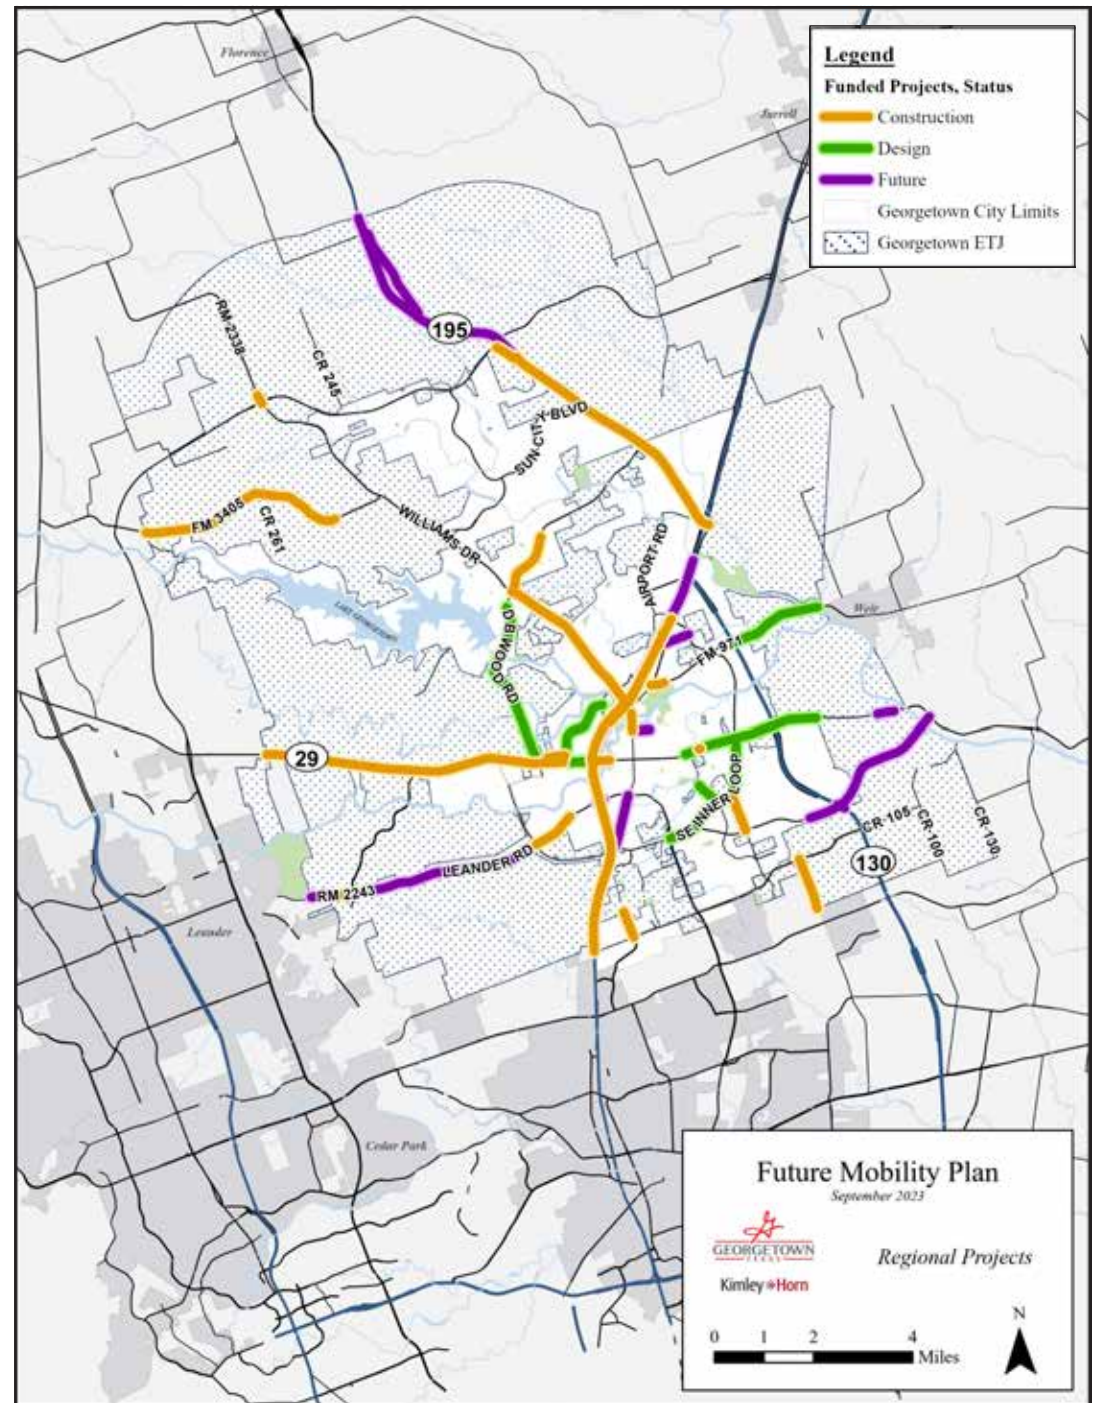 Florence
Jarrell
Legend
Funded Projects, Status
Construction
Design
Future
Georgetown City Limits
Georgetown ETJ
195
RM 2338
CR 245
SUN CITY BLVD
FM 3405
CR 261
WILLIAMS DR
AIRPORT RD
LAKE GEORGETOWN
D B WOOD RD
Weir
FM 971
29
SE INNER LOOP
LEANDER RD
RM 2243
CR 105
CR 100
CR 130
130
Leander
Cedar Park
Future Mobility Plan
September 2023
GEORGETOWN
TEXAS
Kimley»Horn
Regional Projects
N
0 1 2 4
Miles